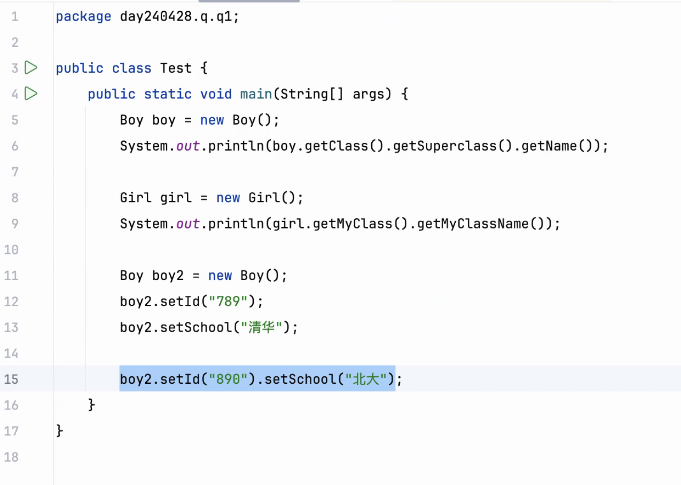 1 package day240428.q.q1;
2
3 public class Test {
4 public static void main(String[] args) {
5 Boy boy = new Boy();
6 System.out.println(boy.getClass().getSuperclass().getName());
7
8 Girl girl = new Girl();
9 System.out.println(girl.getMyClass().getMyClassName());
10
11 Boy boy2 = new Boy();
12 boy2.setId("789");
13 boy2.setSchool("清华");
14
15 boy2.setId("890").setSchool("北大");
16 }
17 }
18